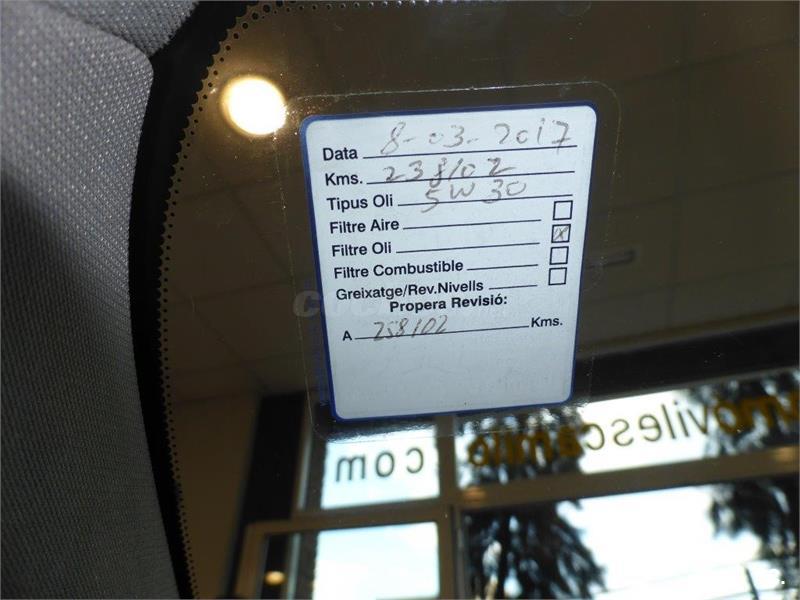 Data 8-03-2017
Kms. 238102
Tipus Oli 5W30
Filtre Aire
Filtre Oli X
Filtre Combustible
Greixatge/Rev.Nivells
Propera Revisió:
A 258102 Kms.
movilescamilo
com